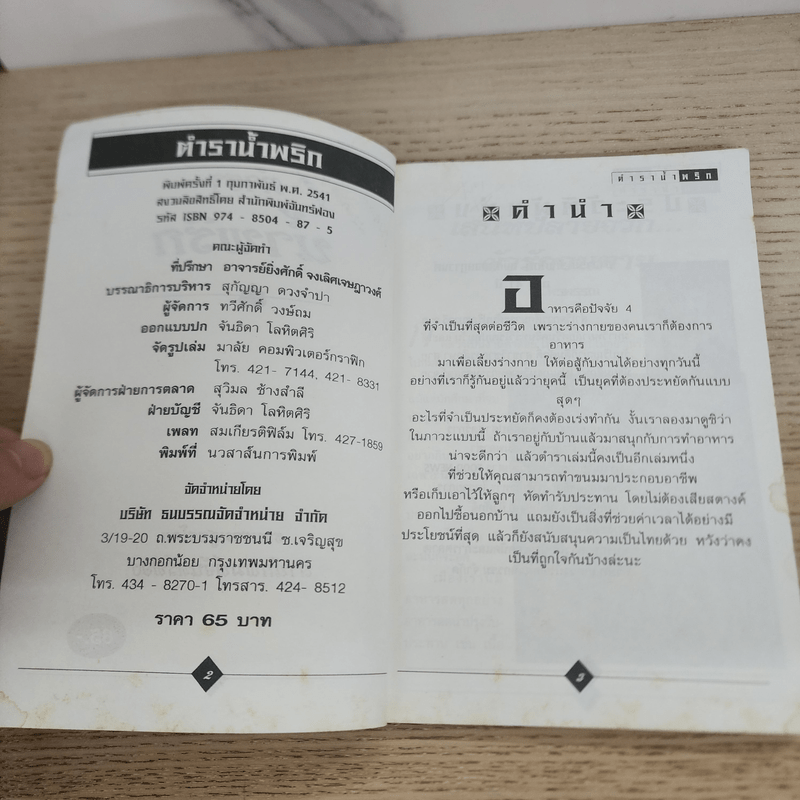 ตำราน้ำพริก
พิมพ์ครั้งที่ 1 กุมภาพันธ์ พ.ศ. 2541
สงวนลิขสิทธิ์โดย สำนักพิมพ์จันทร์ฟอง
รหัส ISBN 974 - 8504 - 87 - 5
คณะผู้จัดทำ
ที่ปรึกษา อาจารย์ยิ่งศักดิ์ จงเลิศเจษฎาวงศ์
บรรณาธิการบริหาร สุกัญญา ดวงจำปา
ผู้จัดการ ทวีศักดิ์ วงษ์ถม
ออกแบบปก จันธิดา โลหิตศิริ
จัดรูปเล่ม มาลัย คอมพิวเตอร์กราฟิก
โทร. 421- 7144, 421- 8331
ผู้จัดการฝ่ายการตลาด สุวิมล ช้างสำลี
ฝ่ายบัญชี จันธิดา โลหิตศิริ
เพลท สมเกียรติฟิล์ม โทร. 427-1859
พิมพ์ที่ นวสาส์นการพิมพ์
จัดจำหน่ายโดย
บริษัท ธนบรรณจัดจำหน่าย จำกัด
3/19-20 ถ.พระบรมราชชนนี ซ.เจริญสุข
บางกอกน้อย กรุงเทพมหานคร
โทร. 434 - 8270-1 โทรสาร. 424- 8512
ราคา 65 บาท
2
ตำราน้ำพริก
คำนำ
อาหารคือปัจจัย 4
ที่จำเป็นที่สุดต่อชีวิต เพราะร่างกายของคนเราก็ต้องการ
อาหาร
มาเพื่อเลี้ยงร่างกาย ให้ต่อสู้กับงานได้อย่างทุกวันนี้
อย่างที่เราก็รู้กันอยู่แล้วว่ายุคนี้ เป็นยุคที่ต้องประหยัดกันแบบ
สุดๆ
อะไรที่จำเป็นประหยัดก็คงต้องเร่งทำกัน งั้นเราลองมาดูซิว่า
ในภาวะแบบนี้ ถ้าเราอยู่กับบ้านแล้วมาสนุกกับการทำอาหาร
น่าจะดีกว่า แล้วตำราเล่มนี้คงเป็นอีกเล่มหนึ่ง
ที่ช่วยให้คุณสามารถทำขนมมาประกอบอาชีพ
หรือเก็บเอาไว้ให้ลูกๆ หัดทำรับประทาน โดยไม่ต้องเสียสตางค์
ออกไปซื้อนอกบ้าน แถมยังเป็นสิ่งที่ช่วยค่าเวลาได้อย่างมี
ประโยชน์ที่สุด แล้วก็ยังสนับสนุนความเป็นไทยด้วย หวังว่าคง
เป็นที่ถูกใจกันบ้างล่ะนะ
3